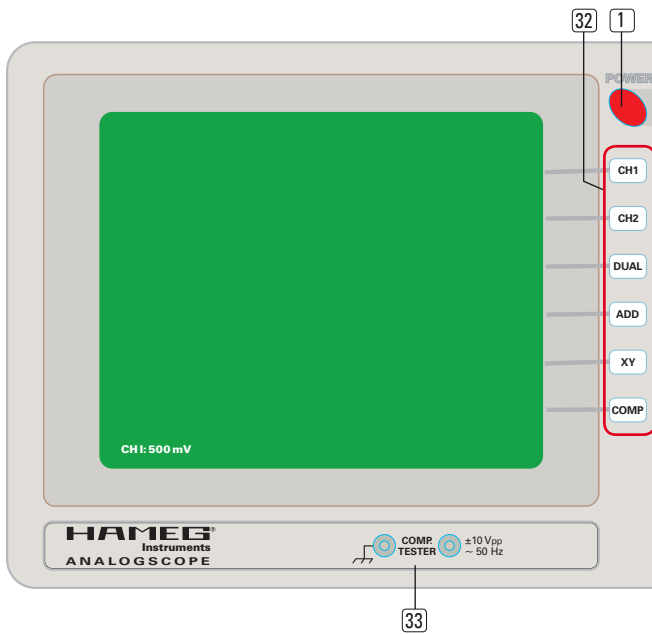 32 1
POWER
CH1
CH2
DUAL
ADD
XY
COMP
CH I: 500 mV
HAMEG®
Instruments
ANALOGSCOPE
COMP.
TESTER
±10 Vpp
~ 50 Hz
33